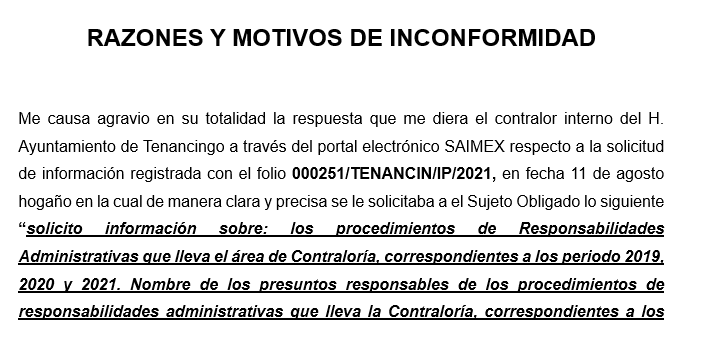 RAZONES Y MOTIVOS DE INCONFORMIDAD
Me causa agravio en su totalidad la respuesta que me diera el contralor interno del H.
Ayuntamiento de Tenancingo a través del portal electrónico SAIMEX respecto a la solicitud
de información registrada con el folio 000251/TENANCIN/IP/2021, en fecha 11 de agosto
hogaño en la cual de manera clara y precisa se le solicitaba a el Sujeto Obligado lo siguiente
“solicito información sobre: los procedimientos de Responsabilidades
Administrativas que lleva el área de Contraloría, correspondientes a los periodo 2019,
2020 y 2021. Nombre de los presuntos responsables de los procedimientos de
responsabilidades administrativas que lleva la Contraloría, correspondientes a los